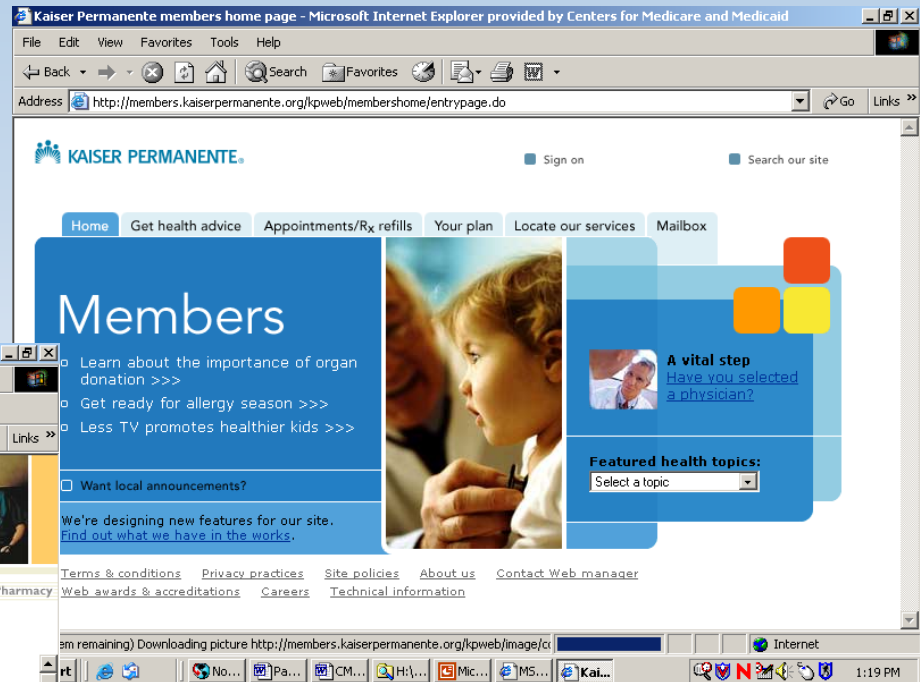 Kaiser Permanente members home page - Microsoft Internet Explorer provided by Centers for Medicare and Medicaid
File Edit View Favorites Tools Help
Back Search Favorites
Address http://members.kaiserpermanente.org/kpweb/membershome/entrypage.do Go Links »
KAISER PERMANENTE® Sign on Search our site
Home Get health advice Appointments/Rx refills Your plan Locate our services Mailbox
Members
Learn about the importance of organ
donation >>>
Get ready for allergy season >>>
Less TV promotes healthier kids >>>
Want local announcements?
We're designing new features for our site.
Find out what we have in the works.
A vital step
Have you selected
a physician?
Featured health topics:
Select a topic
Links »
Terms & conditions Privacy practices Site policies About us Contact Web manager
Pharmacy Web awards & accreditations Careers Technical information
em remaining) Downloading picture http://members.kaiserpermanente.org/kpweb/image/co Internet
rt No... Pa... CM... H:\... Mic... MS... Kai... 1:19 PM